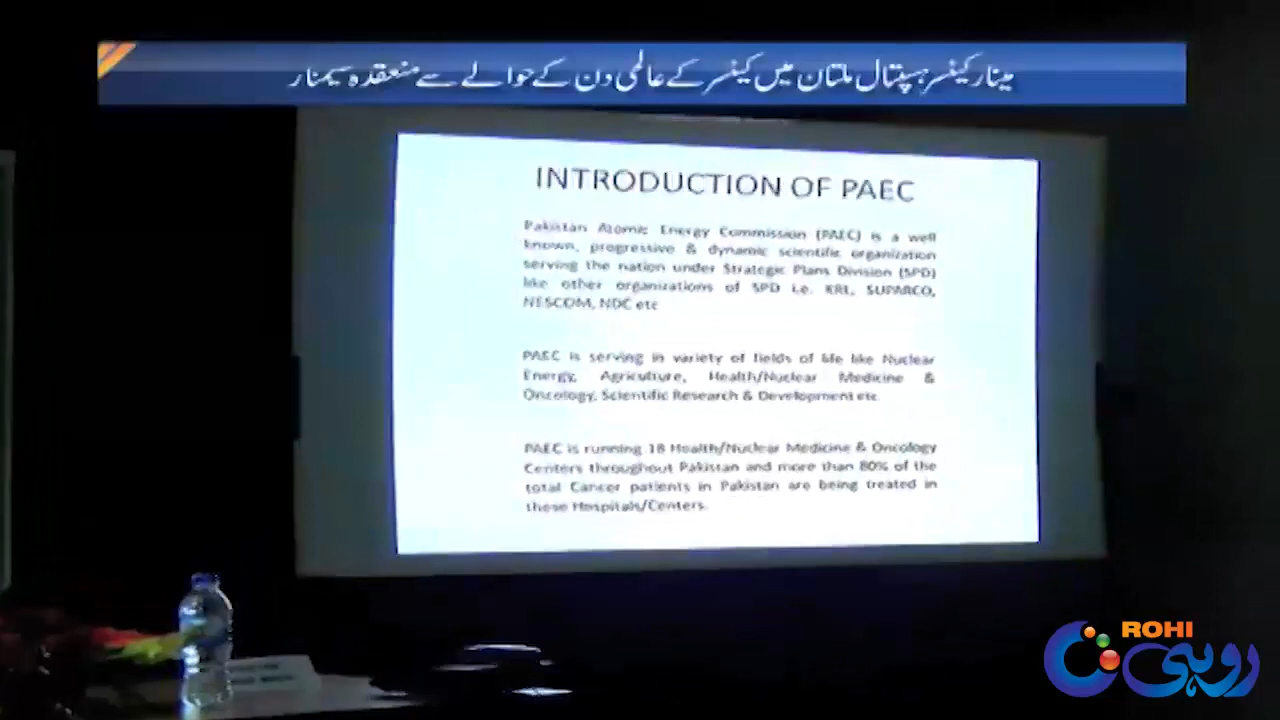 مینار کینسر ہسپتال ملتان میں کینسر کے عالمی دن کے حوالے سے منعقدہ سیمنار
INTRODUCTION OF PAEC
Pakistan Atomic Energy Commission (PAEC) is a well
known, progressive & dynamic scientific organization
serving the nation under Strategic Plans Division (SPD)
like other organizations of SPD i.e. KRL, SUPARCO,
NESCOM, NDC etc
PAEC is serving in variety of fields of life like Nuclear
Energy, Agriculture, Health/Nuclear Medicine &
Oncology, Scientific Research & Development etc.
PAEC is running 18 Health/Nuclear Medicine & Oncology
Centers throughout Pakistan and more than 80% of the
total Cancer patients in Pakistan are being treated in
these Hospitals/Centers.
ROHI
روہی